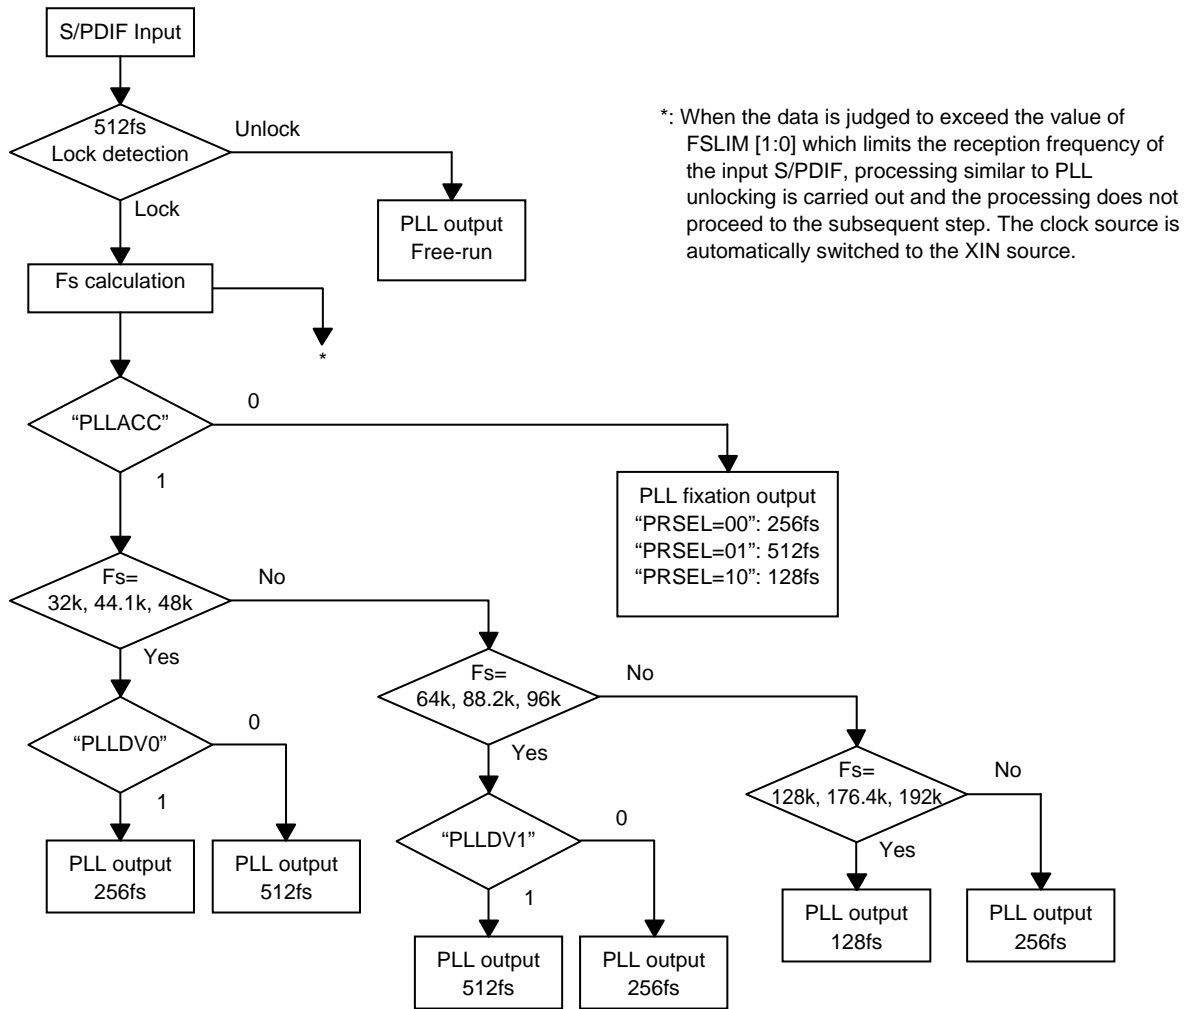 S/PDIF Input
512fs
Lock detection
Unlock
Lock
PLL output
Free-run
*: When the data is judged to exceed the value of
FSLIM [1:0] which limits the reception frequency of
the input S/PDIF, processing similar to PLL
unlocking is carried out and the processing does not
proceed to the subsequent step. The clock source is
automatically switched to the XIN source.
Fs calculation
*
“PLLACC”
0
1
PLL fixation output
“PRSEL=00”: 256fs
“PRSEL=01”: 512fs
“PRSEL=10”: 128fs
Fs=
32k, 44.1k, 48k
No
Yes
Fs=
64k, 88.2k, 96k
No
Yes
“PLLDV0”
0
1
Fs=
128k, 176.4k, 192k
No
Yes
“PLLDV1”
0
1
PLL output
256fs
PLL output
512fs
PLL output
128fs
PLL output
256fs
PLL output
512fs
PLL output
256fs